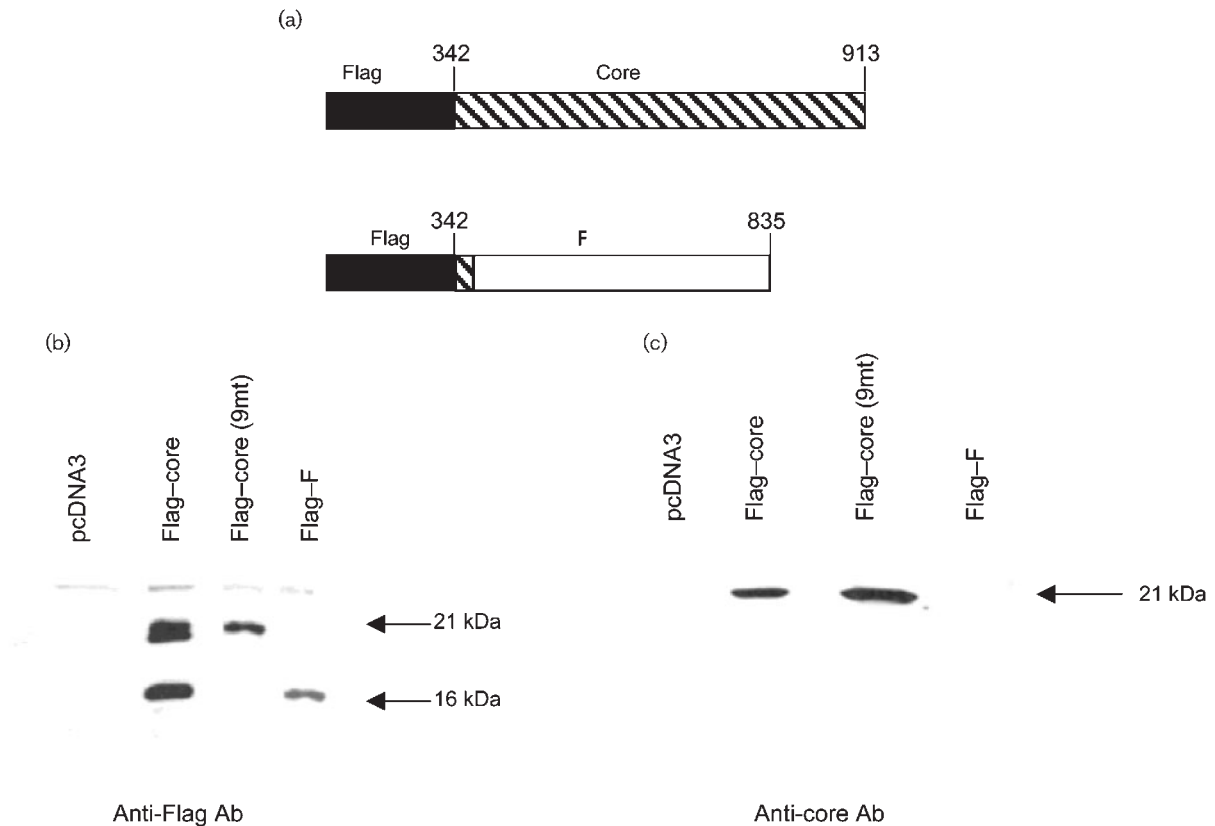 (a)
342
913
Flag
Core
342
835
Flag
F
(b)
pcDNA3
Flag–core
Flag–core (9mt)
Flag–F
21 kDa
16 kDa
Anti-Flag Ab
(c)
pcDNA3
Flag–core
Flag–core (9mt)
Flag–F
21 kDa
Anti-core Ab